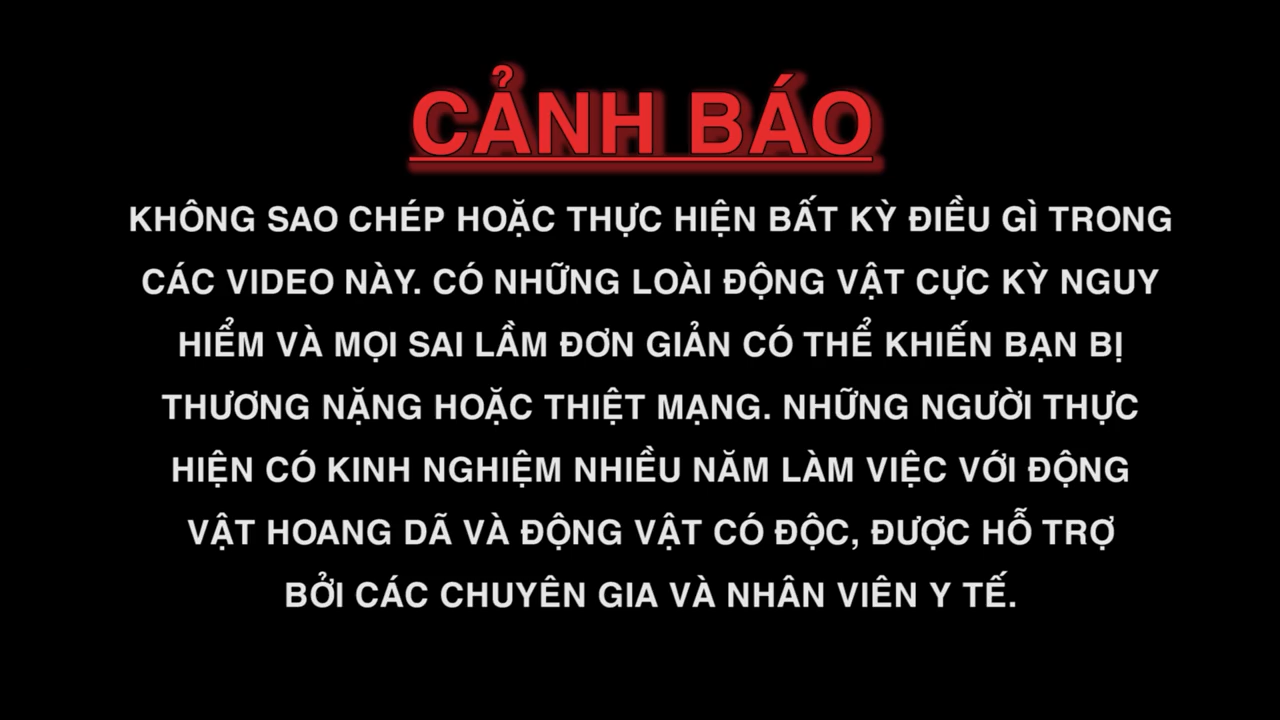 CẢNH BÁO
KHÔNG SAO CHÉP HOẶC THỰC HIỆN BẤT KỲ ĐIỀU GÌ TRONG
CÁC VIDEO NÀY. CÓ NHỮNG LOÀI ĐỘNG VẬT CỰC KỲ NGUY
HIỂM VÀ MỌI SAI LẦM ĐƠN GIẢN CÓ THỂ KHIẾN BẠN BỊ
THƯƠNG NẶNG HOẶC THIỆT MẠNG. NHỮNG NGƯỜI THỰC
HIỆN CÓ KINH NGHIỆM NHIỀU NĂM LÀM VIỆC VỚI ĐỘNG
VẬT HOANG DÃ VÀ ĐỘNG VẬT CÓ ĐỘC, ĐƯỢC HỖ TRỢ
BỞI CÁC CHUYÊN GIA VÀ NHÂN VIÊN Y TẾ.